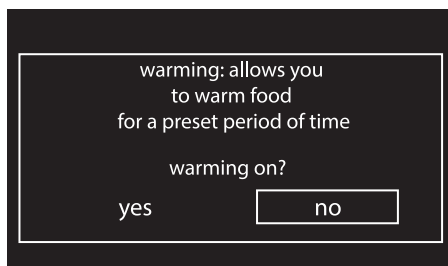 warming: allows you
to warm food
for a preset period of time
warming on?
yes no